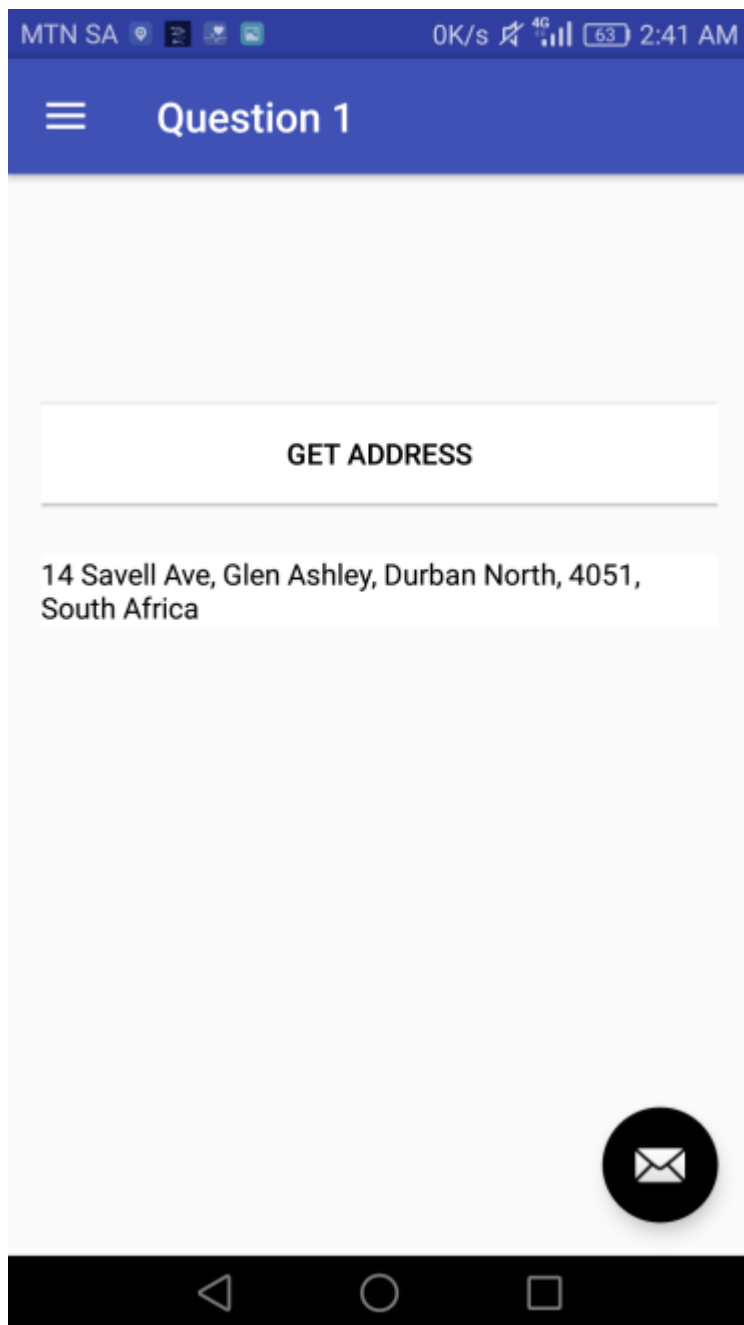 MTN SA 0K/s 4G 63 2:41 AM
Question 1
GET ADDRESS
14 Savell Ave, Glen Ashley, Durban North, 4051,
South Africa